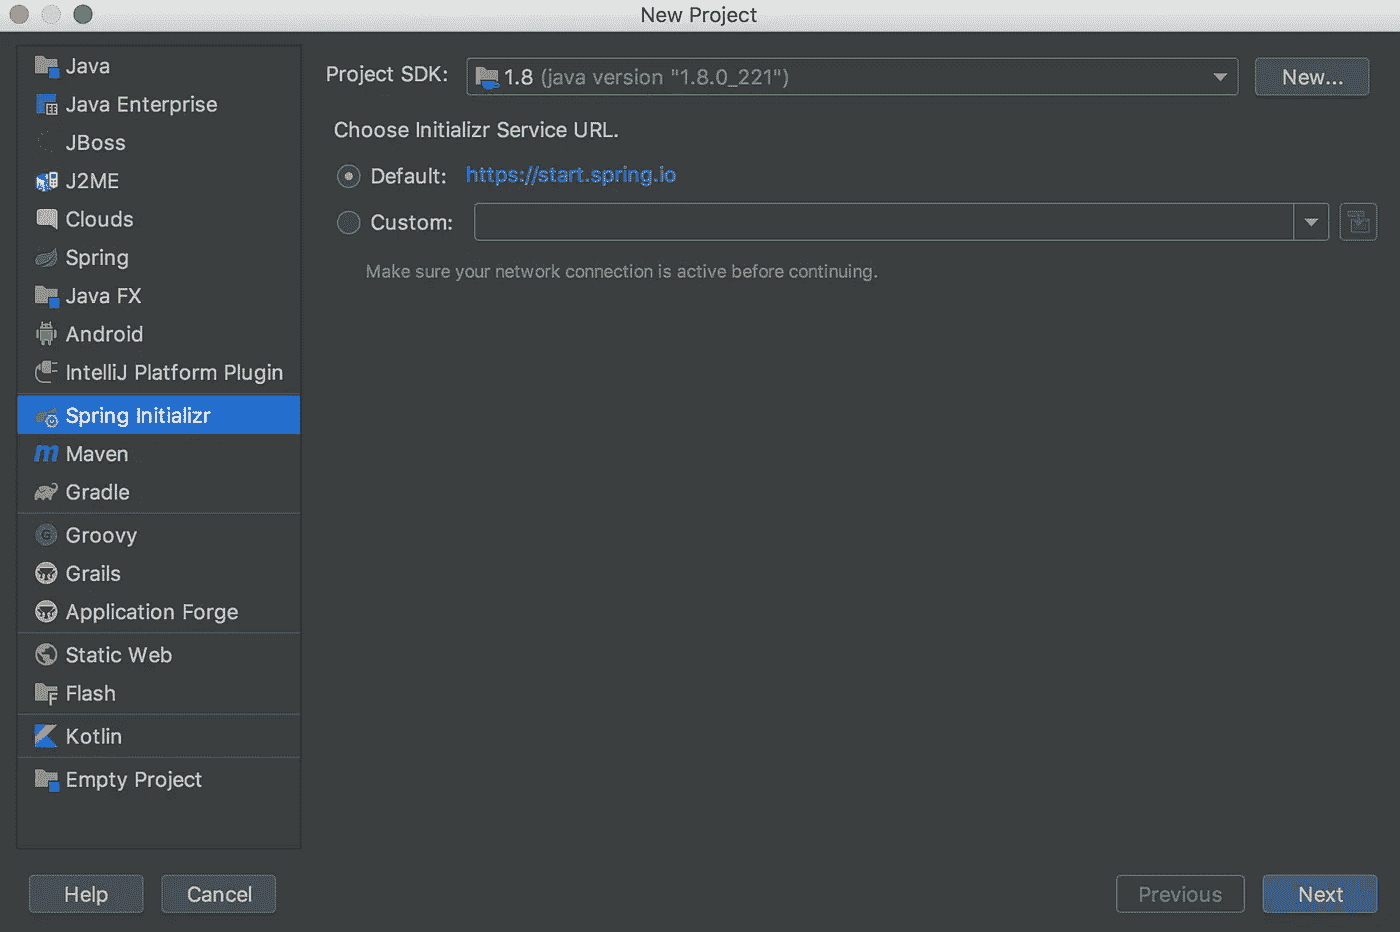 New Project
Java
Java Enterprise
JBoss
J2ME
Clouds
Spring
Java FX
Android
IntelliJ Platform Plugin
Spring Initializr
Maven
Gradle
Groovy
Grails
Application Forge
Static Web
Flash
Kotlin
Empty Project
Project SDK: 1.8 (java version "1.8.0_221") New...
Choose Initializr Service URL.
Default: https://start.spring.io
Custom:
Make sure your network connection is active before continuing.
Help Cancel Previous Next